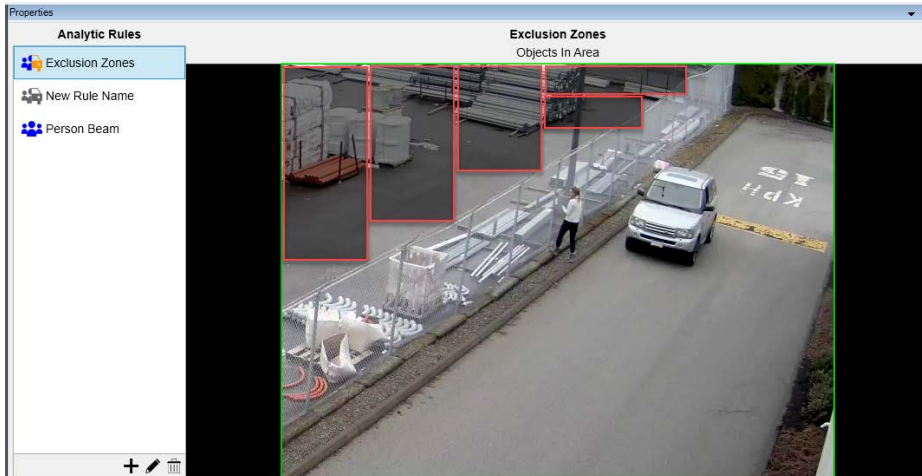 Properties
Analytic Rules
Exclusion Zones
New Rule Name
Person Beam
Exclusion Zones
Objects In Area